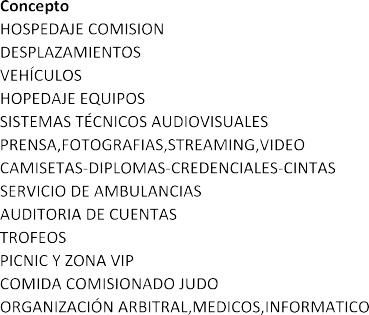 Concepto
HOSPEDAJE COMISION
DESPLAZAMIENTOS
VEHÍCULOS
HOPEDAJE EQUIPOS
SISTEMAS TÉCNICOS AUDIOVISUALES
PRENSA,FOTOGRAFIAS,STREAMING,VIDEO
CAMISETAS-DIPLOMAS-CREDENCIALES-CINTAS
SERVICIO DE AMBULANCIAS
AUDITORIA DE CUENTAS
TROFEOS
PICNIC Y ZONA VIP
COMIDA COMISIONADO JUDO
ORGANIZACIÓN ARBITRAL,MEDICOS,INFORMATICO